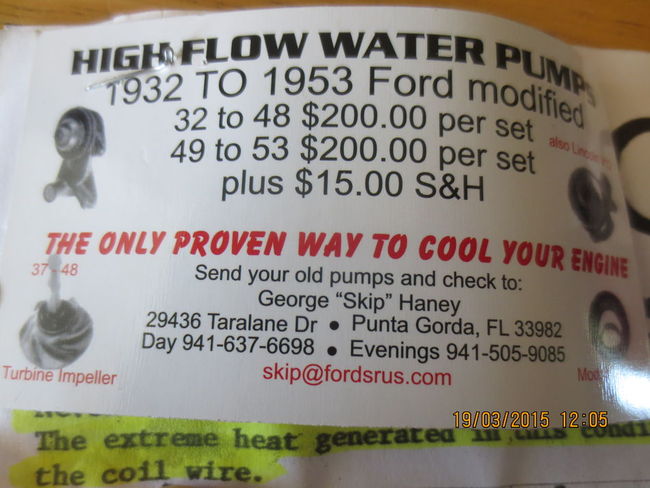 HIGH FLOW WATER PUMPS
1932 TO 1953 Ford modified
32 to 48 $200.00 per set
49 to 53 $200.00 per set
also Lincoln
plus $15.00 S&H
THE ONLY PROVEN WAY TO COOL YOUR ENGINE
37 - 48
Send your old pumps and check to:
George "Skip" Haney
29436 Taralane Dr • Punta Gorda, FL 33982
Day 941-637-6698 • Evenings 941-505-9085
Turbine Impeller
skip@fordsrus.com
19/03/2015 12:05
The extreme heat generated in this
the coil wire.